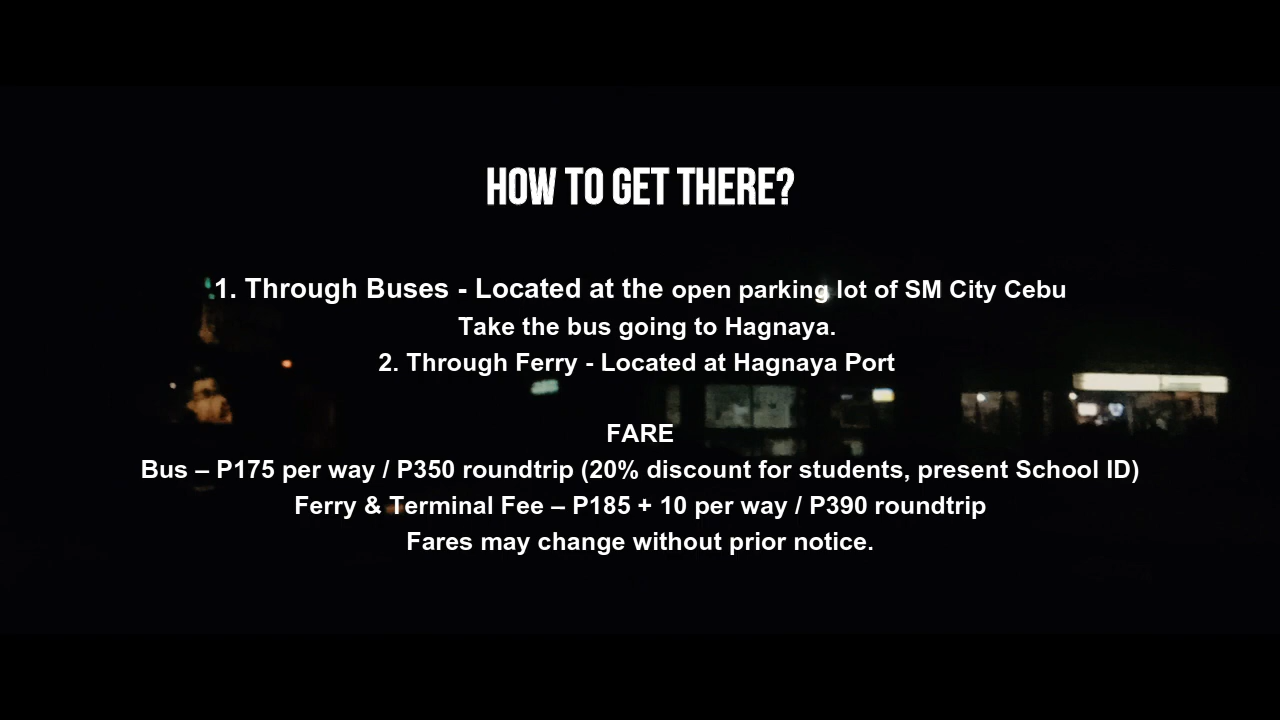 HOW TO GET THERE?
1. Through Buses - Located at the open parking lot of SM City Cebu
Take the bus going to Hagnaya.
2. Through Ferry - Located at Hagnaya Port
FARE
Bus – P175 per way / P350 roundtrip (20% discount for students, present School ID)
Ferry & Terminal Fee – P185 + 10 per way / P390 roundtrip
Fares may change without prior notice.